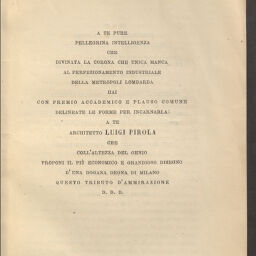 A TE PURE
PELLEGRINA INTELLIGENZA
CHE
DIVINATA LA CORONA CHE UNICA MANCA
AL PERFEZIONAMENTO INDUSTRIALE
DELLA METROPOLI LOMBARDA
HAI
CON PREMIO ACCADEMICO E PLAUSO COMUNE
DELINEATE LE FORME PER INCARNARLA:
A TE
ARCHITETTO LUIGI PIROLA
CHE
COLL'ALTEZZA DEL GENIO
PROPONI IL PIÙ ECONOMICO E GRANDIOSO DISEGNO
D'UNA DOGANA DEGNA DI MILANO
QUESTO TRIBUTO D'AMMIRAZIONE
D. D. D.